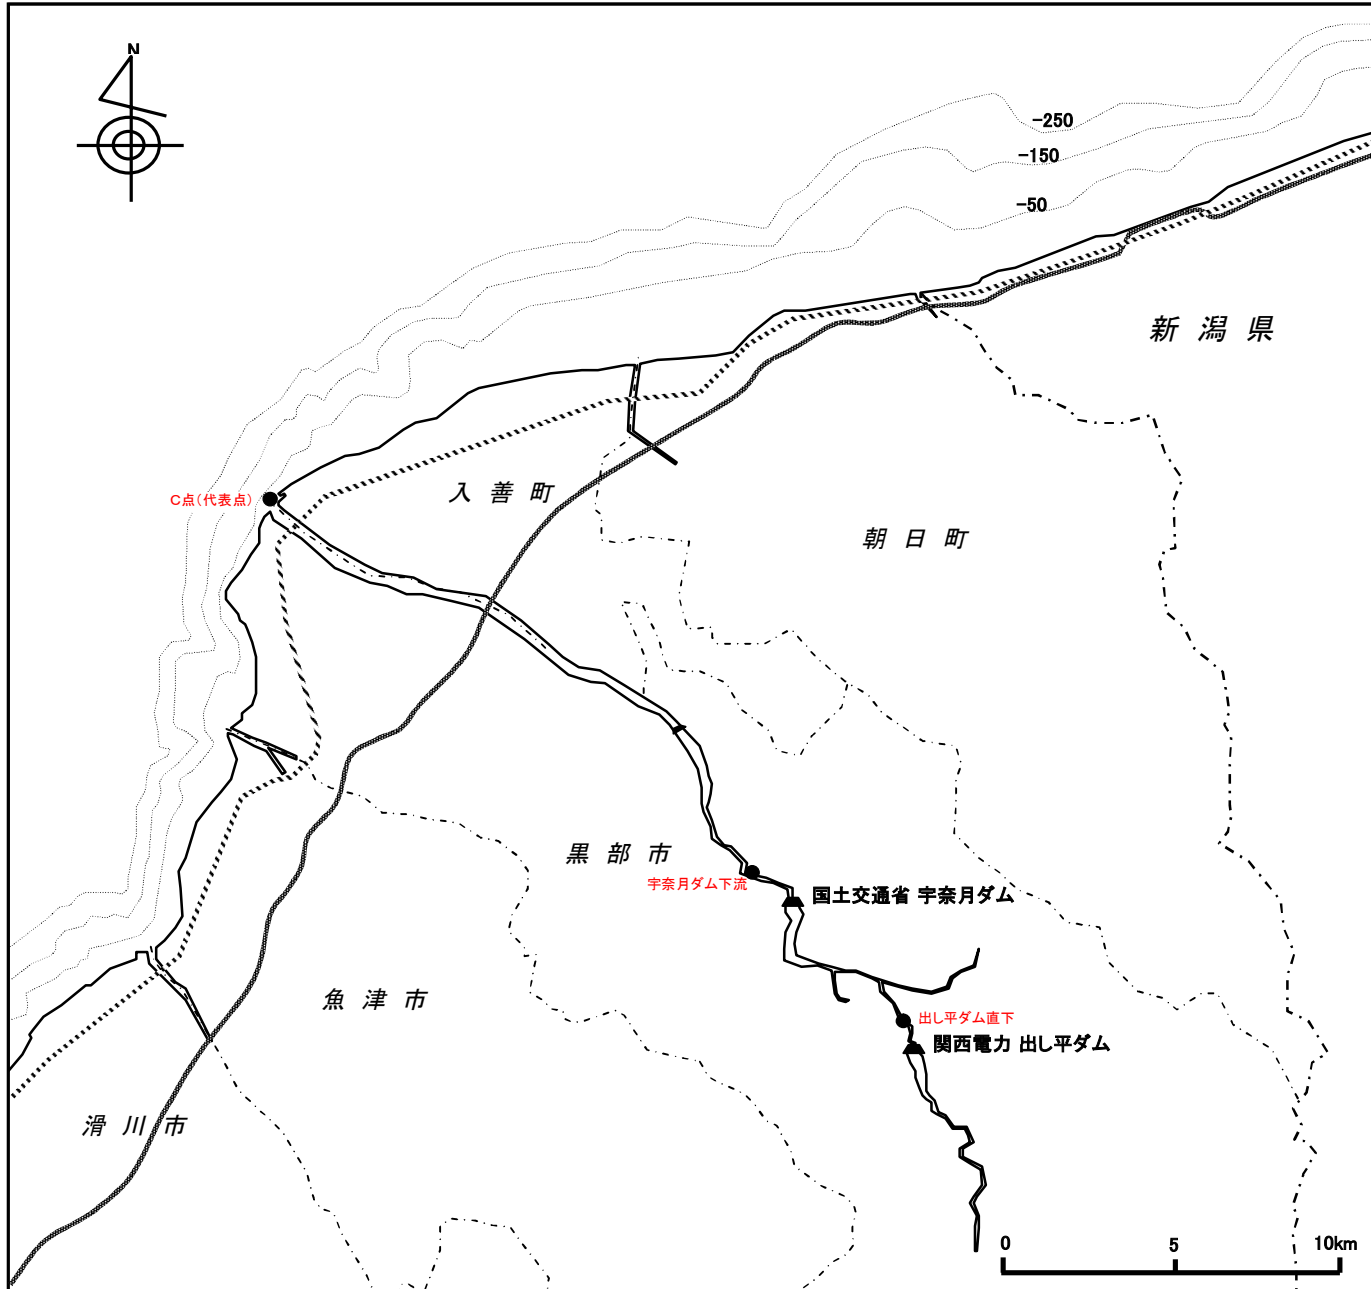 N
-250
-150
-50
新潟県
C点(代表点)
入善町
朝日町
黒部市
宇奈月ダム下流
国土交通省 宇奈月ダム
魚津市
出し平ダム直下
関西電力 出し平ダム
滑川市
0 5 10km